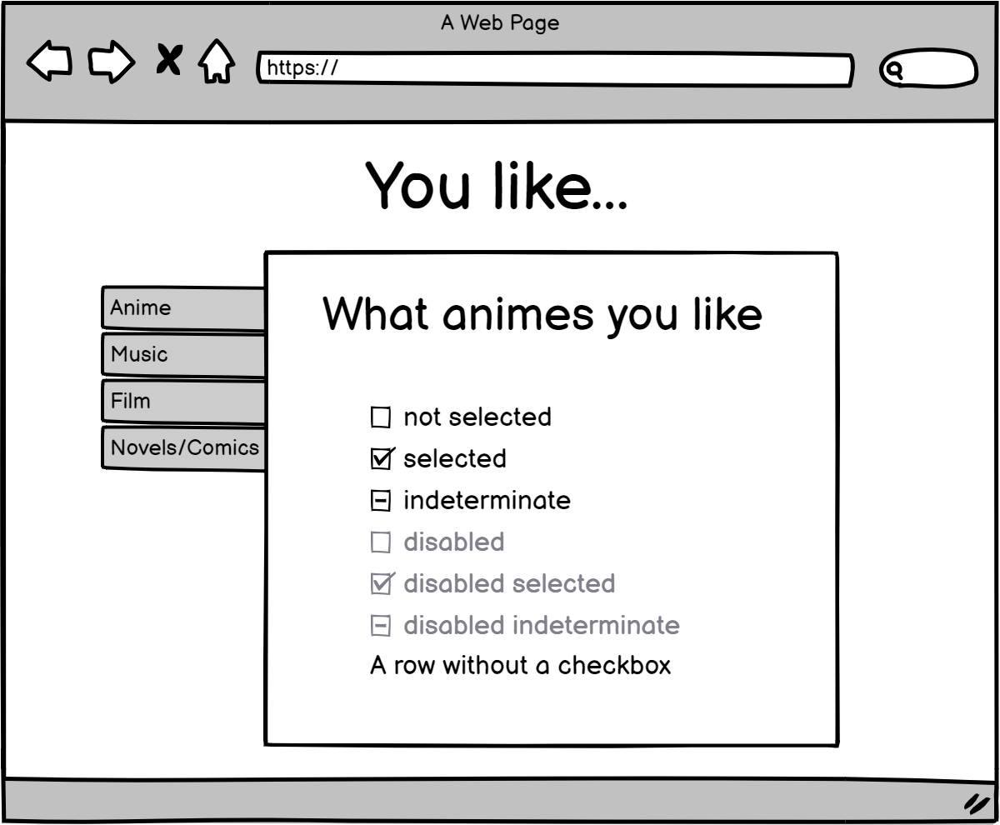 A Web Page
https://
You like...
Anime
Music
Film
Novels/Comics
What animes you like
not selected
selected
indeterminate
disabled
disabled selected
disabled indeterminate
A row without a checkbox